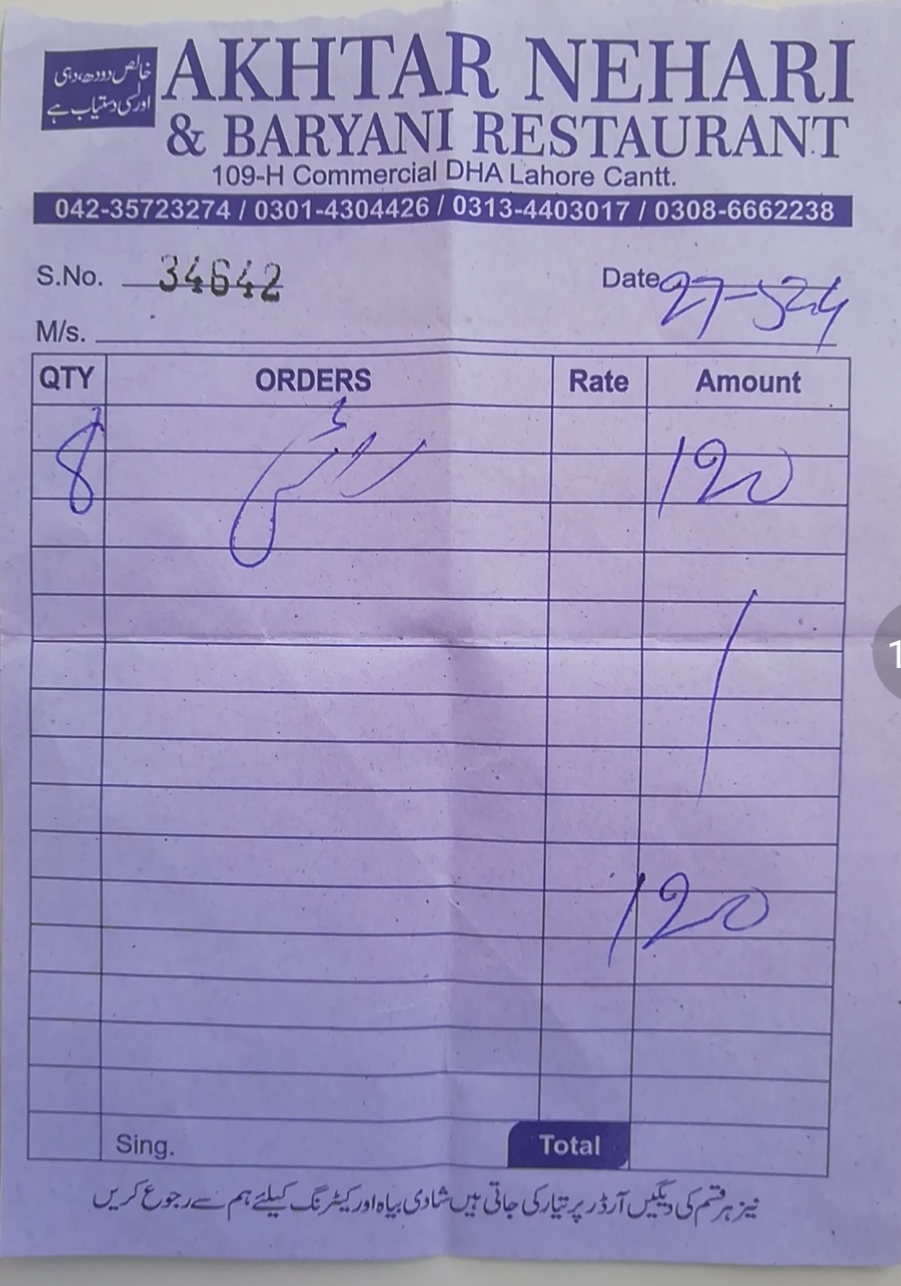 خالص دودھ، دہی
اور لسی دستیاب ہے
AKHTAR NEHARI
& BARYANI RESTAURANT
109-H Commercial DHA Lahore Cantt.
042-35723274 / 0301-4304426 / 0313-4403017 / 0308-6662238
S.No. 34642 Date 27-524
M/s.
QTY ORDERS Rate Amount
8 120
120
Sing. Total
نیز ہر قسم کی دیگیں آرڈر پر تیار کی جاتی ہیں شادی بیاہ اور کیٹرنگ کیلئے ہم سے رجوع کریں